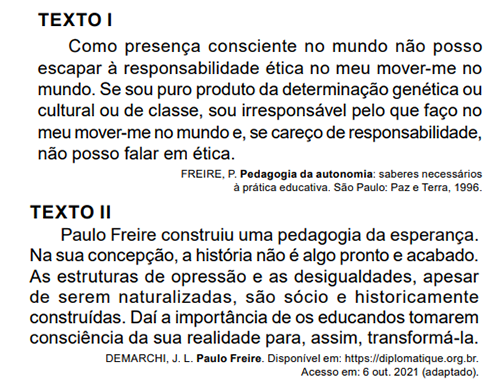 TEXTO I
Como presença consciente no mundo não posso
escapar à responsabilidade ética no meu mover-me no
mundo. Se sou puro produto da determinação genética ou
cultural ou de classe, sou irresponsável pelo que faço no
meu mover-me no mundo e, se careço de responsabilidade,
não posso falar em ética.
FREIRE, P. Pedagogia da autonomia: saberes necessários
à prática educativa. São Paulo: Paz e Terra, 1996.
TEXTO II
Paulo Freire construiu uma pedagogia da esperança.
Na sua concepção, a história não é algo pronto e acabado.
As estruturas de opressão e as desigualdades, apesar
de serem naturalizadas, são sócio e historicamente
construídas. Daí a importância de os educandos tomarem
consciência da sua realidade para, assim, transformá-la.
DEMARCHI, J. L. Paulo Freire. Disponível em: https://diplomatique.org.br.
Acesso em: 6 out. 2021 (adaptado).